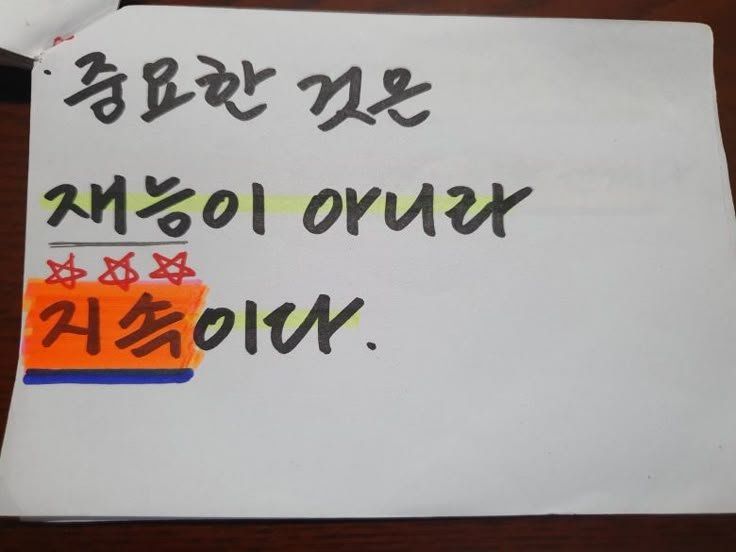 중요한 것은
재능이 아니라
지속이다.